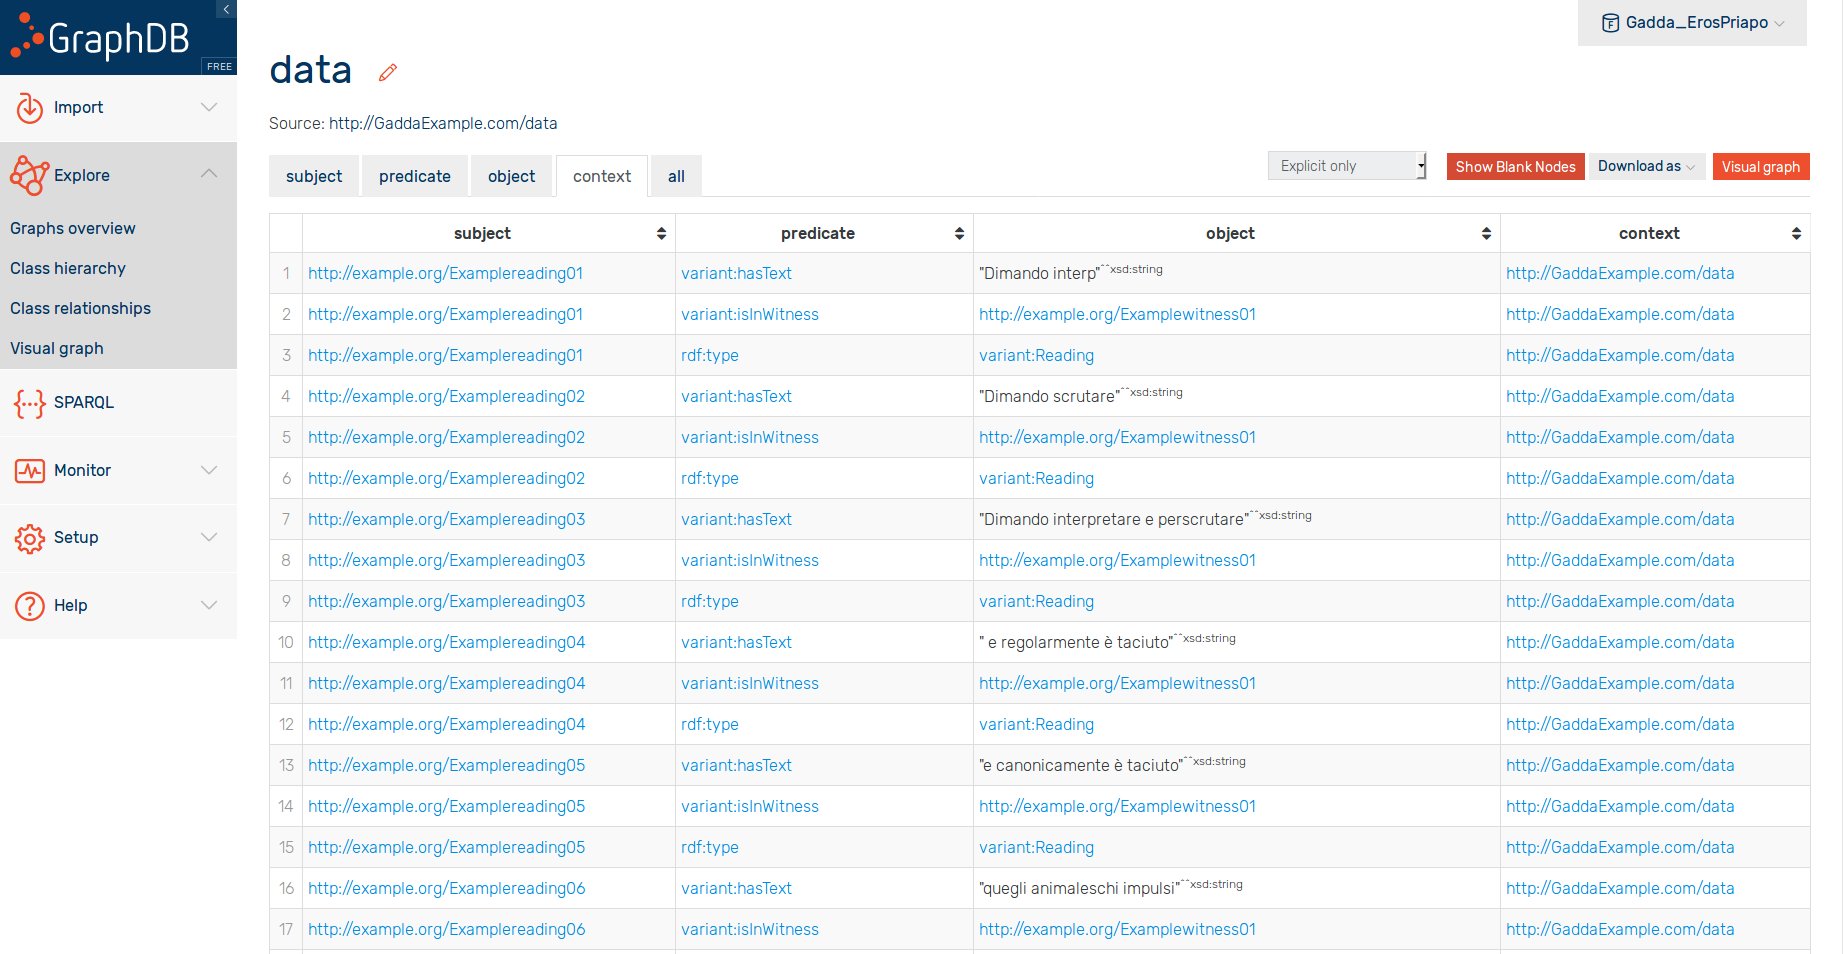 GraphDB
FREE
Import
Explore
Graphs overview
Class hierarchy
Class relationships
Visual graph
SPARQL
Monitor
Setup
Help
Gadda_ErosPriapo
data
Source: http://GaddaExample.com/data
subject predicate object context all
Explicit only Show Blank Nodes Download as Visual graph
subject predicate object context
1 http://example.org/Examplereading01 variant:hasText "Dimando interp"^^xsd:string http://GaddaExample.com/data
2 http://example.org/Examplereading01 variant:isInWitness http://example.org/Examplewitness01 http://GaddaExample.com/data
3 http://example.org/Examplereading01 rdf:type variant:Reading http://GaddaExample.com/data
4 http://example.org/Examplereading02 variant:hasText "Dimando scrutare"^^xsd:string http://GaddaExample.com/data
5 http://example.org/Examplereading02 variant:isInWitness http://example.org/Examplewitness01 http://GaddaExample.com/data
6 http://example.org/Examplereading02 rdf:type variant:Reading http://GaddaExample.com/data
7 http://example.org/Examplereading03 variant:hasText "Dimando interpretare e perscrutare"^^xsd:string http://GaddaExample.com/data
8 http://example.org/Examplereading03 variant:isInWitness http://example.org/Examplewitness01 http://GaddaExample.com/data
9 http://example.org/Examplereading03 rdf:type variant:Reading http://GaddaExample.com/data
10 http://example.org/Examplereading04 variant:hasText " e regolarmente è taciuto"^^xsd:string http://GaddaExample.com/data
11 http://example.org/Examplereading04 variant:isInWitness http://example.org/Examplewitness01 http://GaddaExample.com/data
12 http://example.org/Examplereading04 rdf:type variant:Reading http://GaddaExample.com/data
13 http://example.org/Examplereading05 variant:hasText "e canonicamente è taciuto"^^xsd:string http://GaddaExample.com/data
14 http://example.org/Examplereading05 variant:isInWitness http://example.org/Examplewitness01 http://GaddaExample.com/data
15 http://example.org/Examplereading05 rdf:type variant:Reading http://GaddaExample.com/data
16 http://example.org/Examplereading06 variant:hasText "quegli animaleschi impulsi"^^xsd:string http://GaddaExample.com/data
17 http://example.org/Examplereading06 variant:isInWitness http://example.org/Examplewitness01 http://GaddaExample.com/data